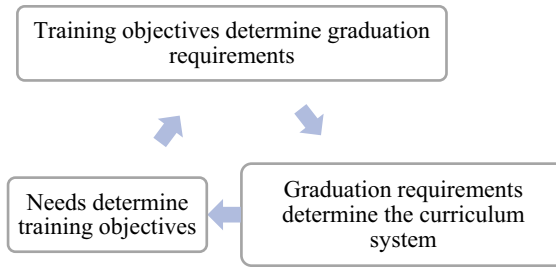 Training objectives determine graduation
requirements
Needs determine
training objectives
Graduation requirements
determine the curriculum
system